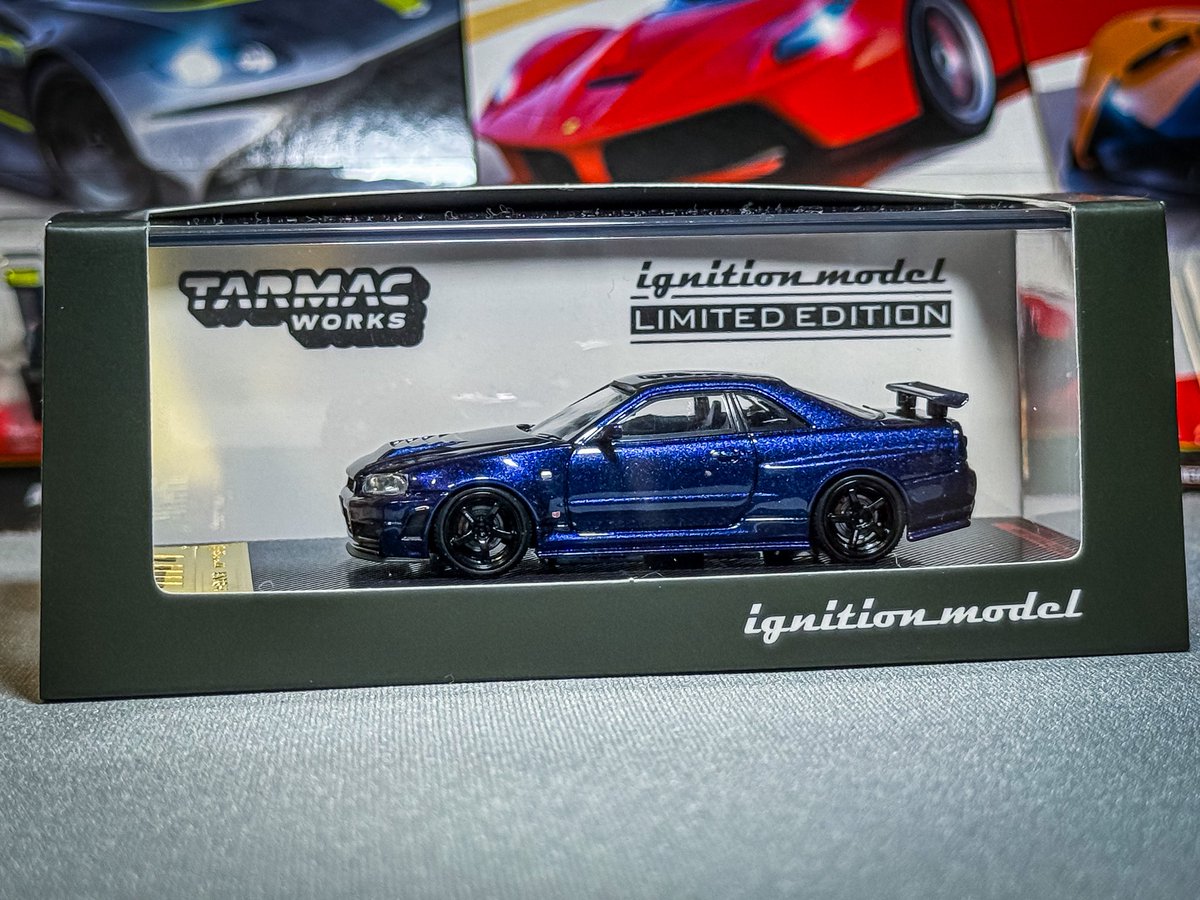 TARMAC
WORKS
ignition model
LIMITED EDITION
ignition model